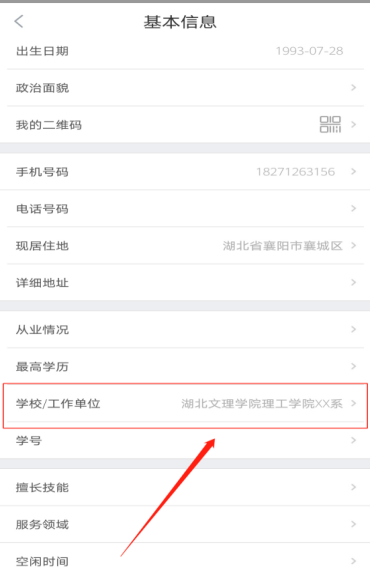 基本信息
出生日期 1993-07-28
政治面貌
我的二维码
手机号码 18271263156
电话号码
现居住地 湖北省襄阳市襄城区
详细地址
从业情况
最高学历
学校/工作单位 湖北文理学院理工学院XX系
学号
擅长技能
服务领域
空闲时间